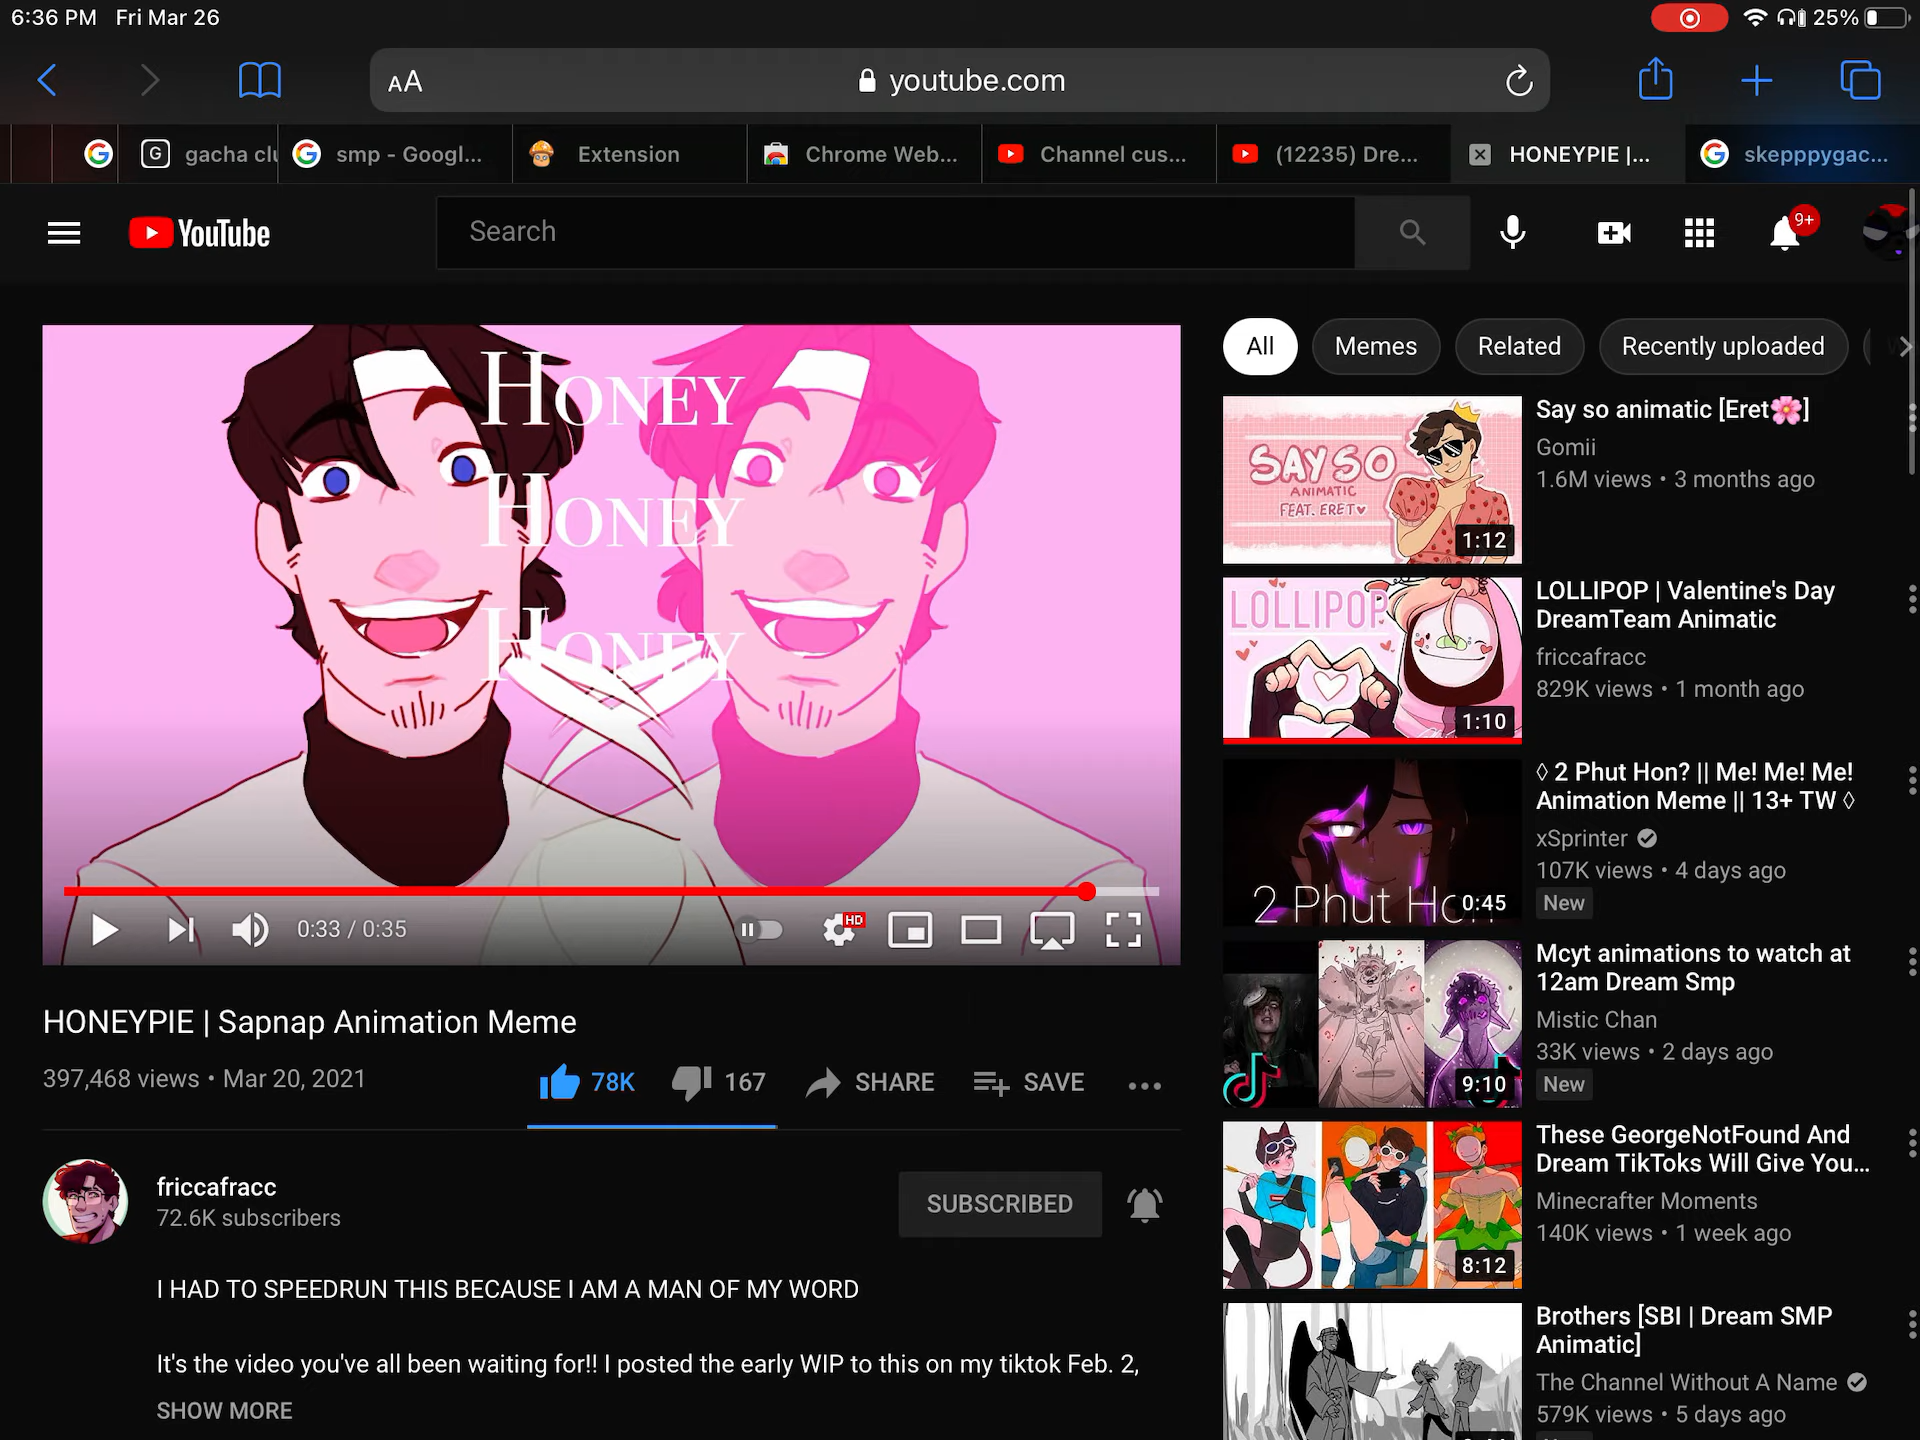 6:36 PM Fri Mar 26
25%
AA
youtube.com
gacha clu
smp - Googl...
Extension
Chrome Web...
Channel cus...
(12235) Dre...
HONEYPIE |...
skepppygac...
YouTube
Search
9+
HONEY
HONEY
HONEY
0:33 / 0:35
HD
HONEYPIE | Sapnap Animation Meme
397,468 views • Mar 20, 2021
78K
167
SHARE
SAVE
friccafracc
72.6K subscribers
SUBSCRIBED
I HAD TO SPEEDRUN THIS BECAUSE I AM A MAN OF MY WORD
It's the video you've all been waiting for!! I posted the early WIP to this on my tiktok Feb. 2,
SHOW MORE
All
Memes
Related
Recently uploaded
SAY SO
ANIMATIC
FEAT. ERET♥
1:12
Say so animatic [Eret🌸]
Gomii
1.6M views • 3 months ago
LOLLIPOP
1:10
LOLLIPOP | Valentine's Day
DreamTeam Animatic
friccafracc
829K views • 1 month ago
2 Phut Hon
0:45
◊ 2 Phut Hon? || Me! Me! Me!
Animation Meme || 13+ TW ◊
xSprinter
107K views • 4 days ago
New
9:10
Mcyt animations to watch at
12am Dream Smp
Mistic Chan
33K views • 2 days ago
New
8:12
These GeorgeNotFound And
Dream TikToks Will Give You...
Minecrafter Moments
140K views • 1 week ago
Brothers [SBI | Dream SMP
Animatic]
The Channel Without A Name
579K views • 5 days ago